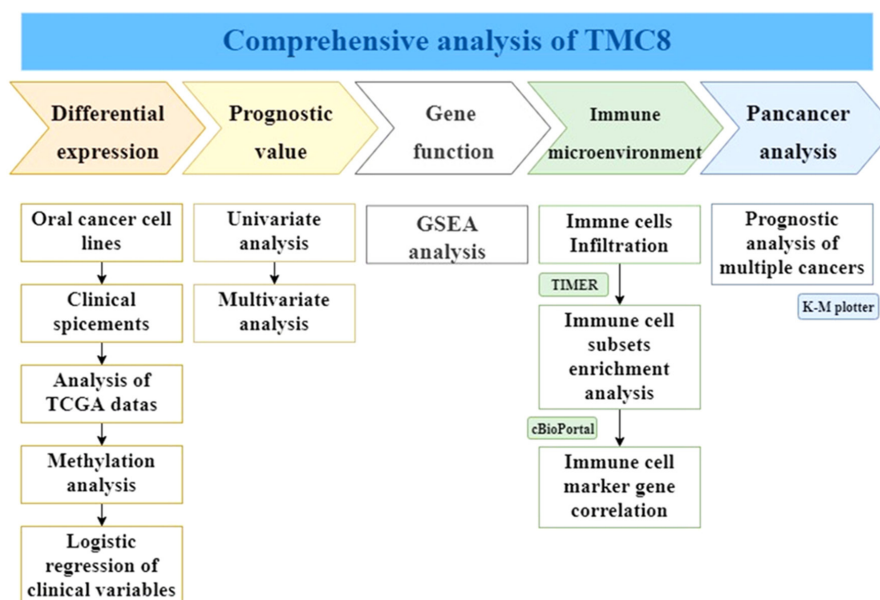 Comprehensive analysis of TMC8
Differential
expression
Prognostic
value
Gene
function
Immune
microenvironment
Pancancer
analysis
Oral cancer cell
lines
Clinical
spicements
Analysis of
TCGA datas
Methylation
analysis
Logistic
regression of
clinical variables
Univariate
analysis
Multivariate
analysis
GSEA
analysis
Immne cells
Infiltration
TIMER
Immune cell
subsets
enrichment
analysis
cBioPortal
Immune cell
marker gene
correlation
Prognostic
analysis of
multiple cancers
K-M plotter